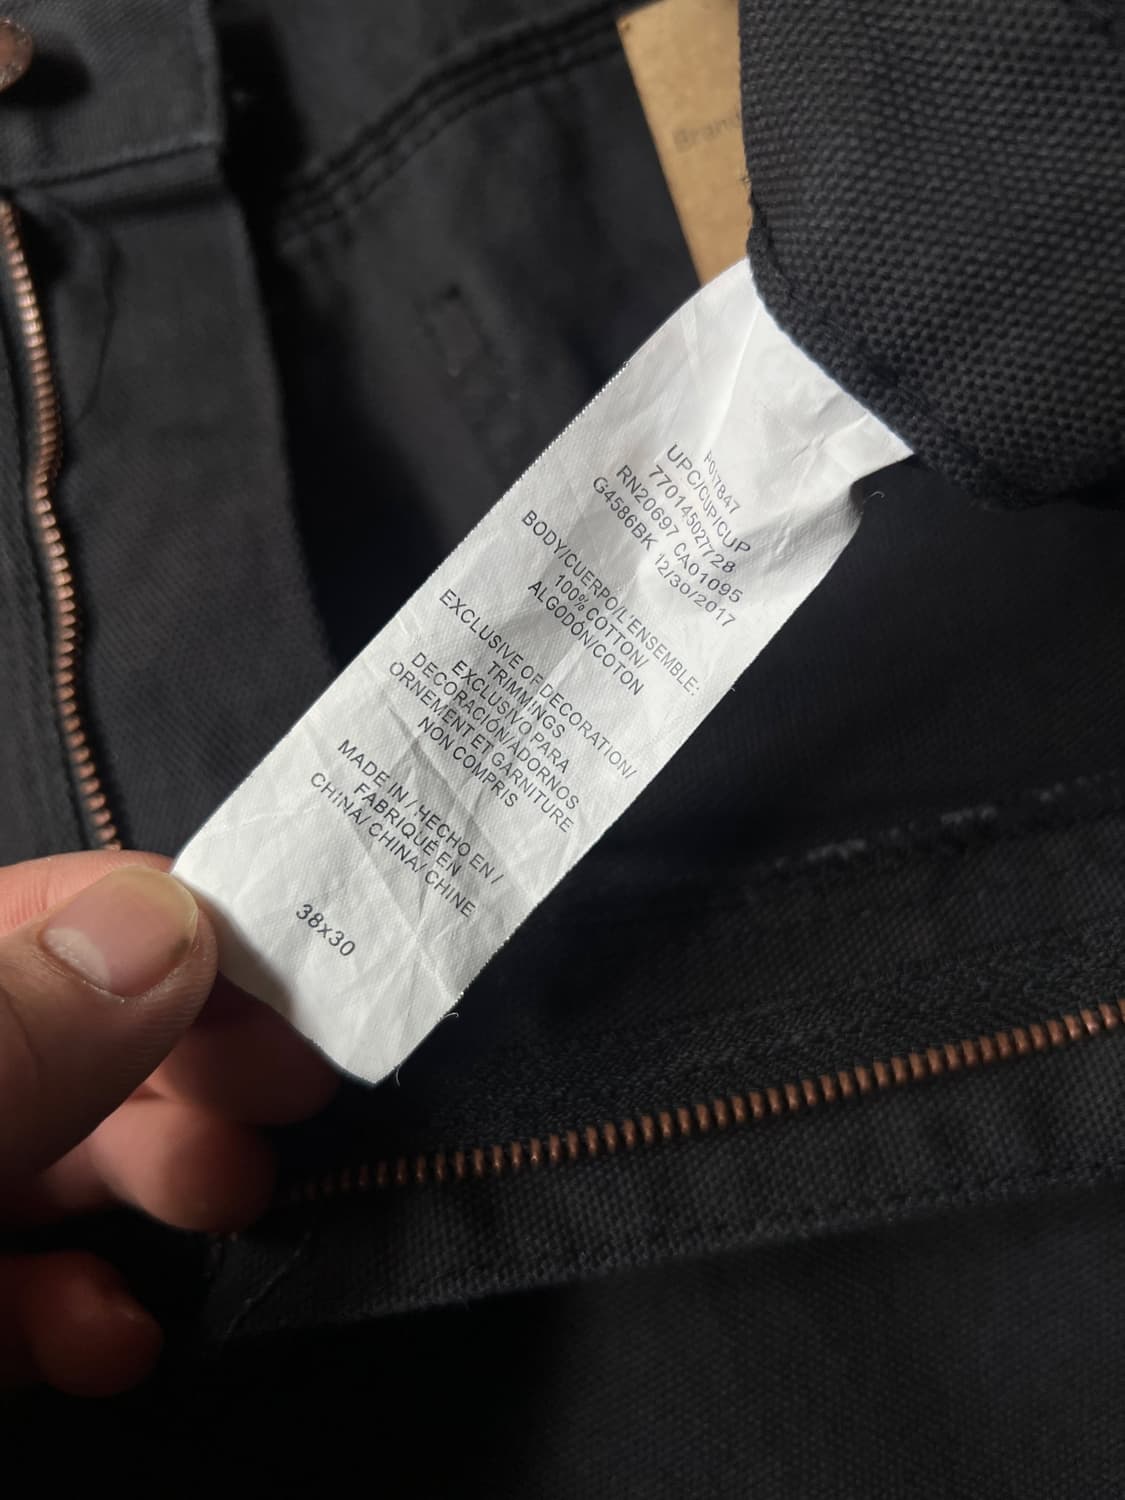 Brand
P017B47
UPC/CUP/CUP
770145027728
RN20697 CA01095
G4586BK 12/30/2017
BODY/CUERPO/L'ENSEMBLE:
100% COTTON/
ALGODÓN/COTON
EXCLUSIVE OF DECORATION/
TRIMMINGS
EXCLUSIVO PARA
DECORACIÓN/ADORNOS
ORNEMENT ET GARNITURE
NON COMPRIS
MADE IN / HECHO EN /
FABRIQUÉ EN
CHINA/ CHINA/ CHINE
38x30